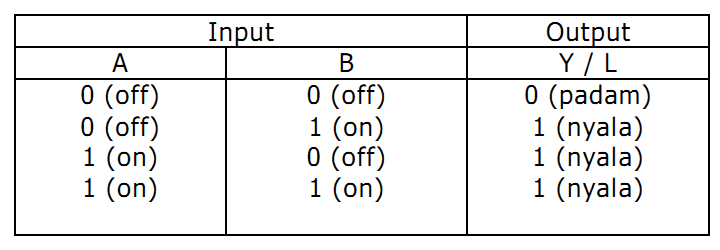 Input Output
A B Y / L
0 (off) 0 (off) 0 (padam)
0 (off) 1 (on) 1 (nyala)
1 (on) 0 (off) 1 (nyala)
1 (on) 1 (on) 1 (nyala)